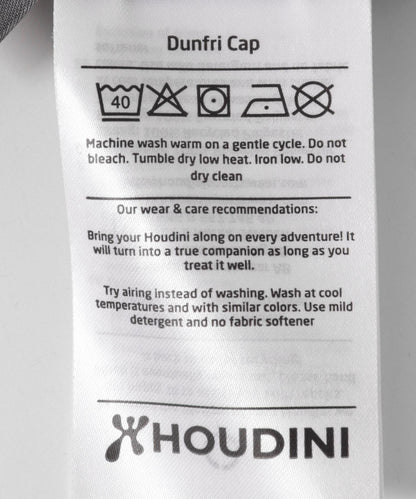 Dunfri Cap
40
Machine wash warm on a gentle cycle. Do not
bleach. Tumble dry low heat. Iron low. Do not
dry clean
Our wear & care recommendations:
Bring your Houdini along on every adventure! It
will turn into a true companion as long as you
treat it well.
Try airing instead of washing. Wash at cool
temperatures and with similar colors. Use mild
detergent and no fabric softener
HOUDINI